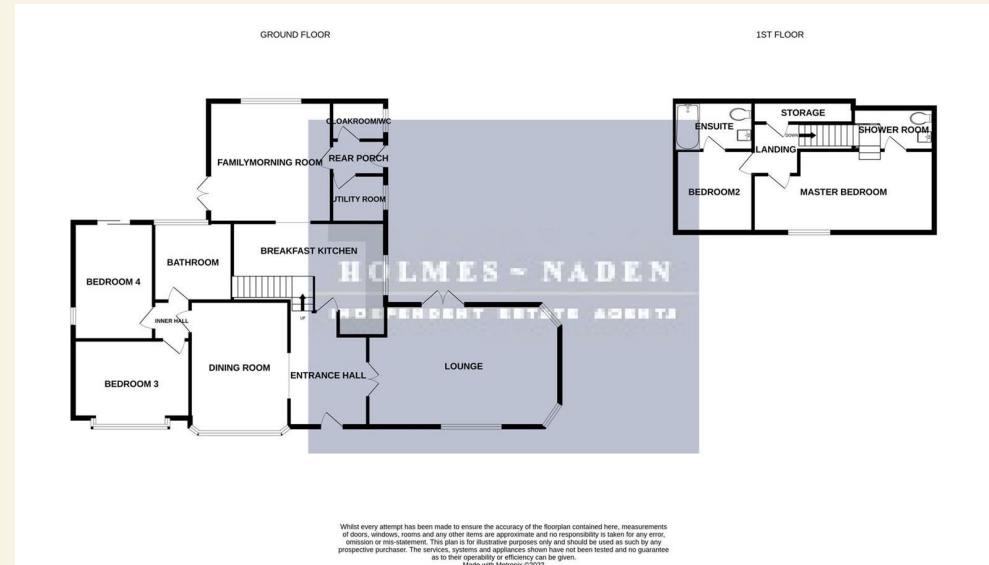 GROUND FLOOR
1ST FLOOR
CLOAKROOM/WC
FAMILYMORNING ROOM
REAR PORCH
UTILITY ROOM
BREAKFAST KITCHEN
BATHROOM
BEDROOM 4
INNER HALL
UP
DINING ROOM
BEDROOM 3
ENTRANCE HALL
LOUNGE
STORAGE
ENSUITE
DOWN
SHOWER ROOM
LANDING
BEDROOM2
MASTER BEDROOM
HOLMES ~ NADEN
INDEPENDENT ESTATE AGENTS
Whilst every attempt has been made to ensure the accuracy of the floorplan contained here, measurements
of doors, windows, rooms and any other items are approximate and no responsibility is taken for any error,
omission or mis-statement. This plan is for illustrative purposes only and should be used as such by any
prospective purchaser. The services, systems and appliances shown have not been tested and no guarantee
as to their operability or efficiency can be given.
Made with Metropix ©2023